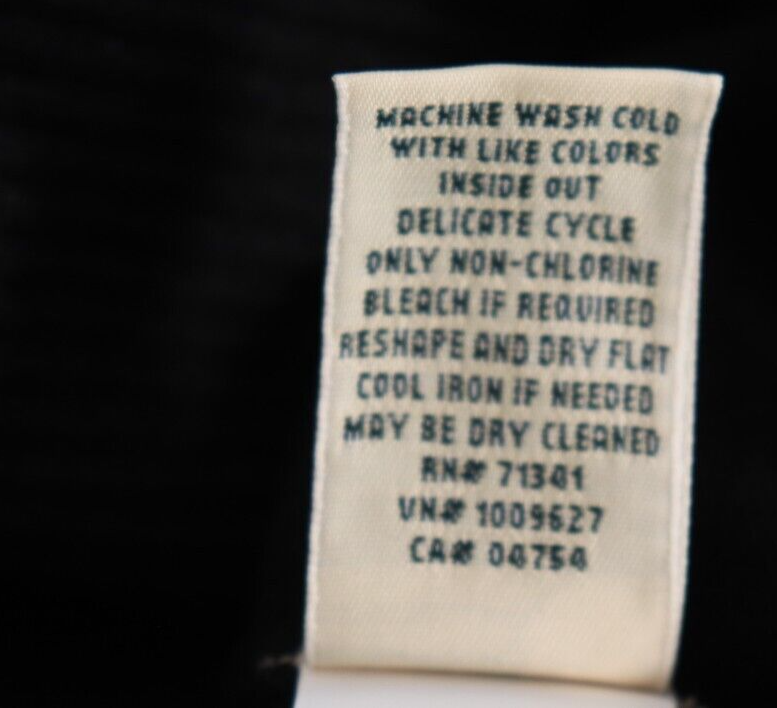 MACHINE WASH COLD
WITH LIKE COLORS
INSIDE OUT
DELICATE CYCLE
ONLY NON-CHLORINE
BLEACH IF REQUIRED
RESHAPE AND DRY FLAT
COOL IRON IF NEEDED
MAY BE DRY CLEANED
RN# 71341
VN# 1009627
CA# 04754